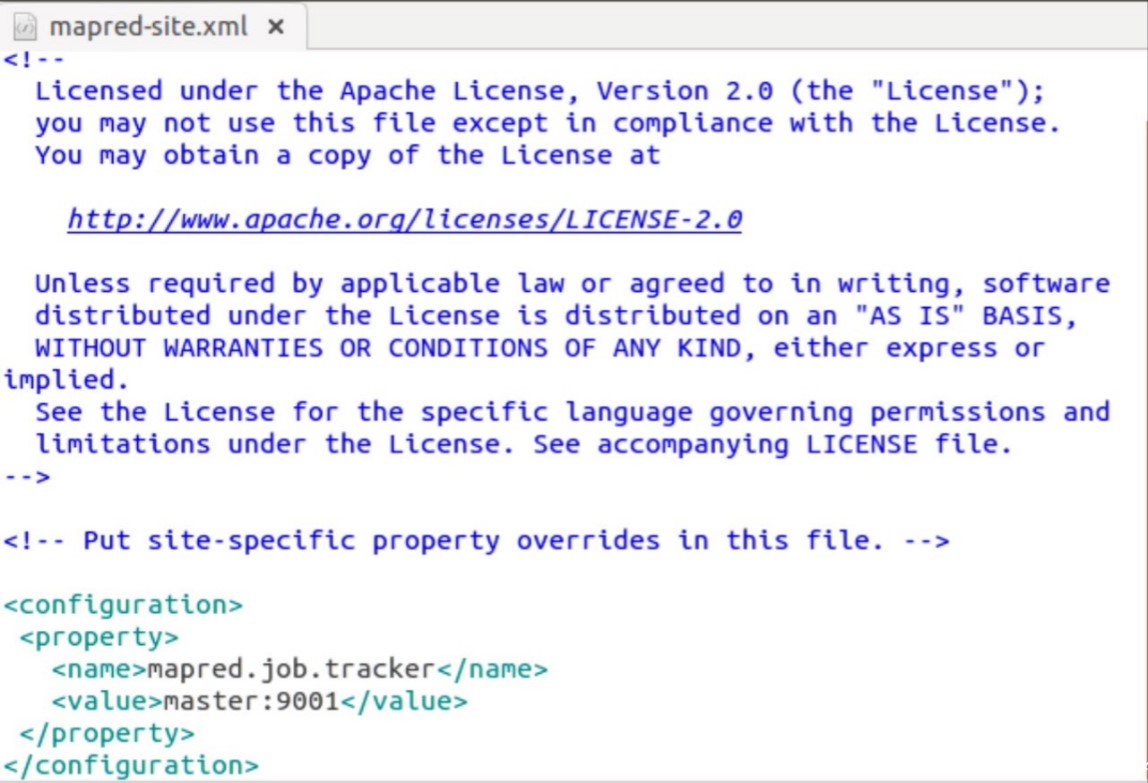 mapred-site.xml ×
<!--
  Licensed under the Apache License, Version 2.0 (the "License");
  you may not use this file except in compliance with the License.
  You may obtain a copy of the License at

    http://www.apache.org/licenses/LICENSE-2.0

  Unless required by applicable law or agreed to in writing, software
  distributed under the License is distributed on an "AS IS" BASIS,
  WITHOUT WARRANTIES OR CONDITIONS OF ANY KIND, either express or
implied.
  See the License for the specific language governing permissions and
  limitations under the License. See accompanying LICENSE file.
-->

<!-- Put site-specific property overrides in this file. -->

<configuration>
 <property>
   <name>mapred.job.tracker</name>
   <value>master:9001</value>
 </property>
</configuration>